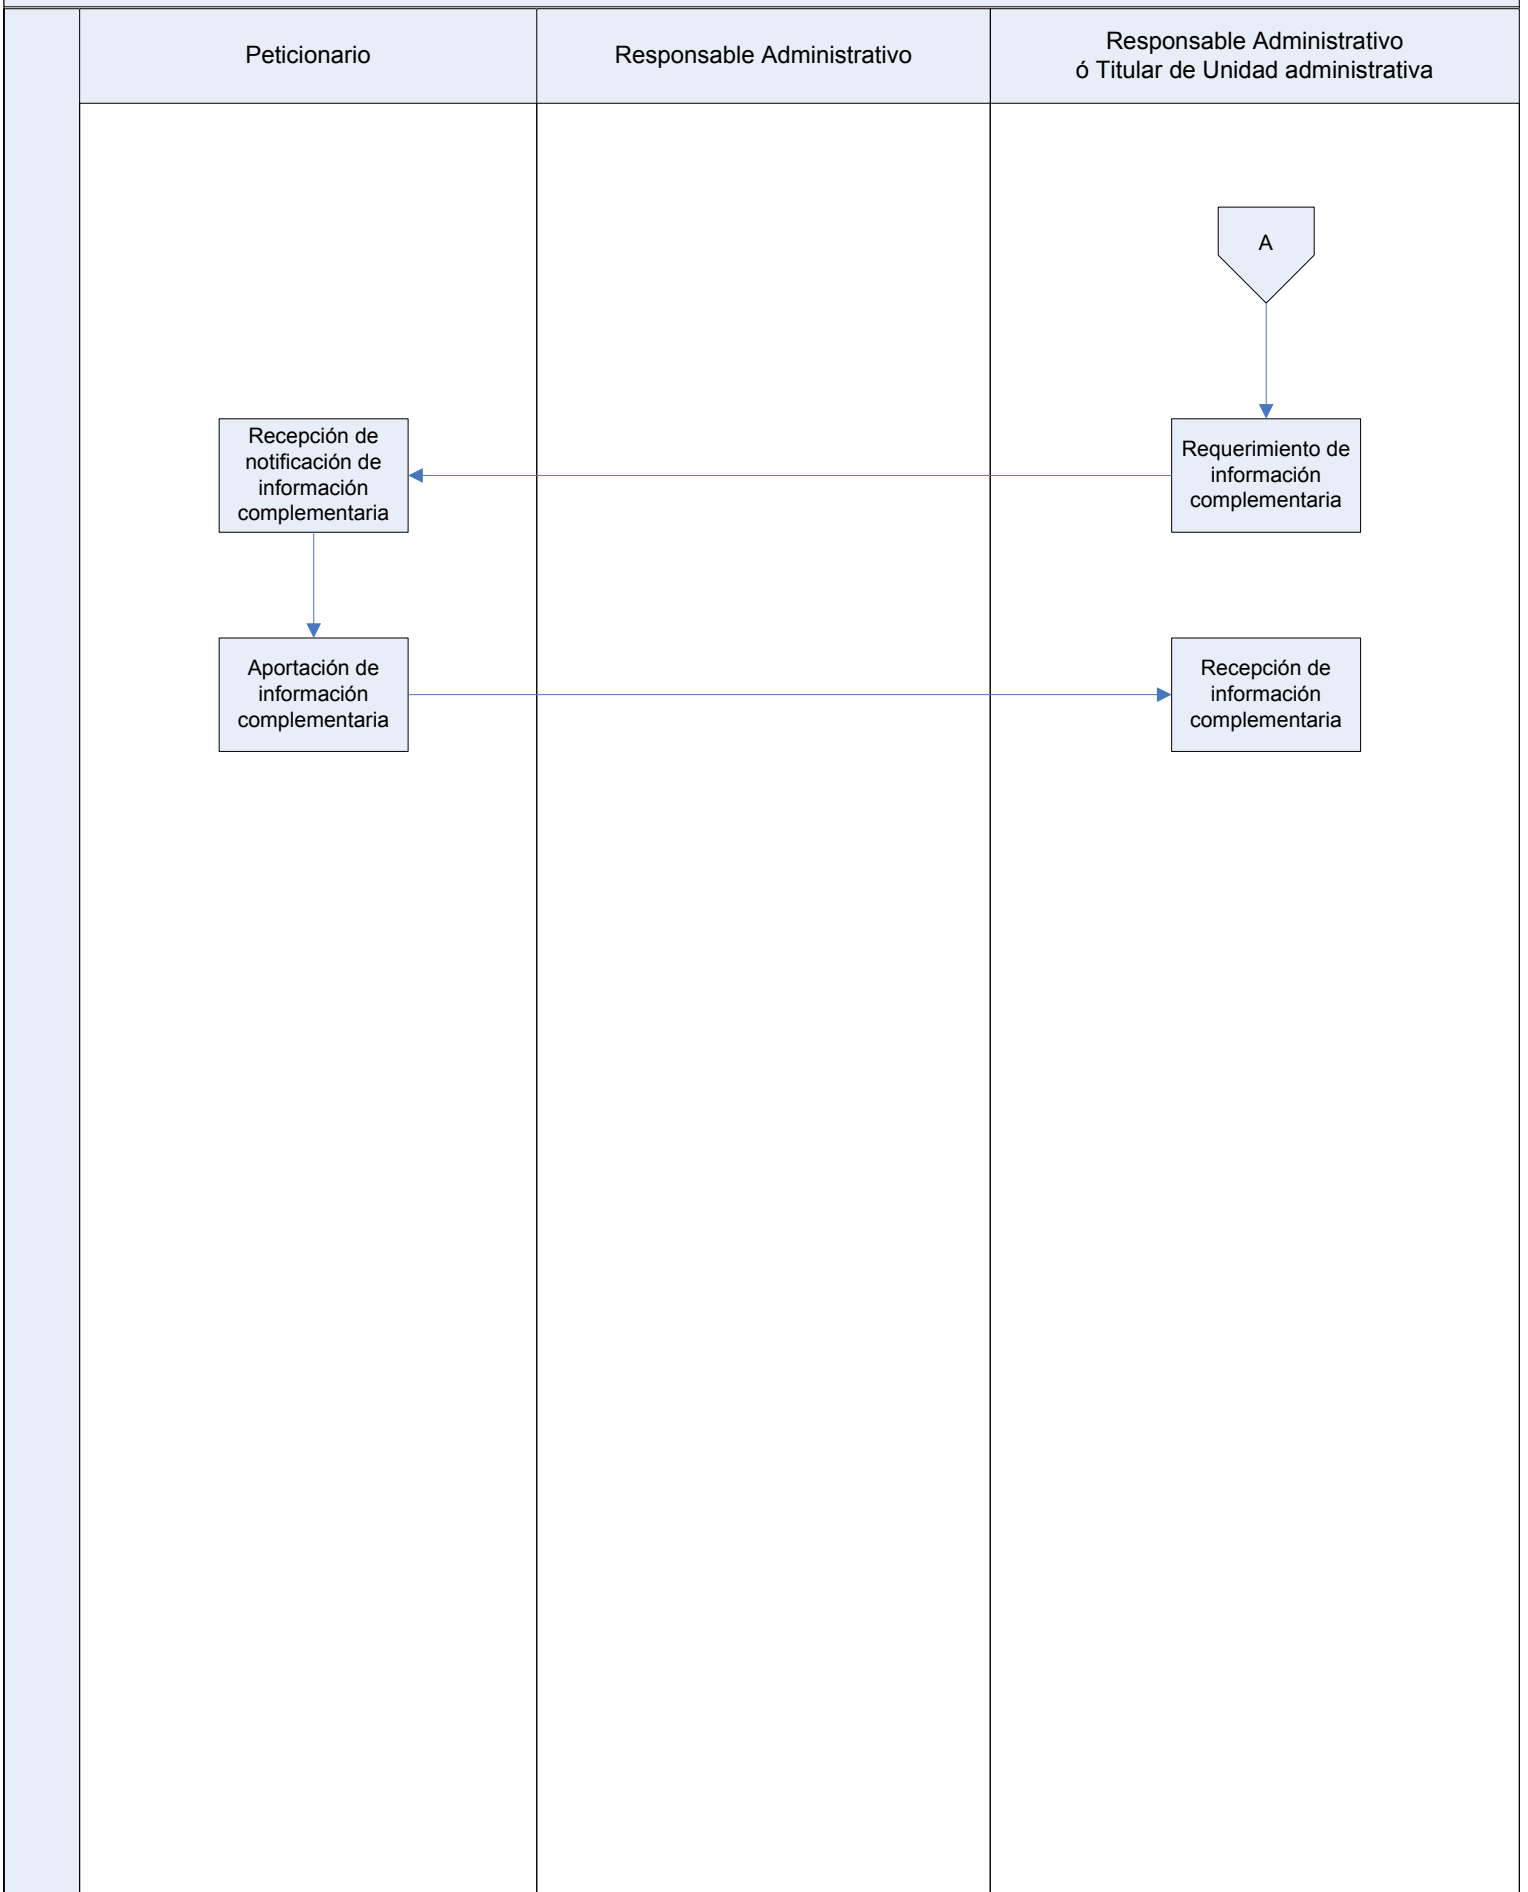 Peticionario
Responsable Administrativo
Responsable Administrativo
ó Titular de Unidad administrativa
A
Recepción de
notificación de
información
complementaria
Requerimiento de
información
complementaria
Aportación de
información
complementaria
Recepción de
información
complementaria